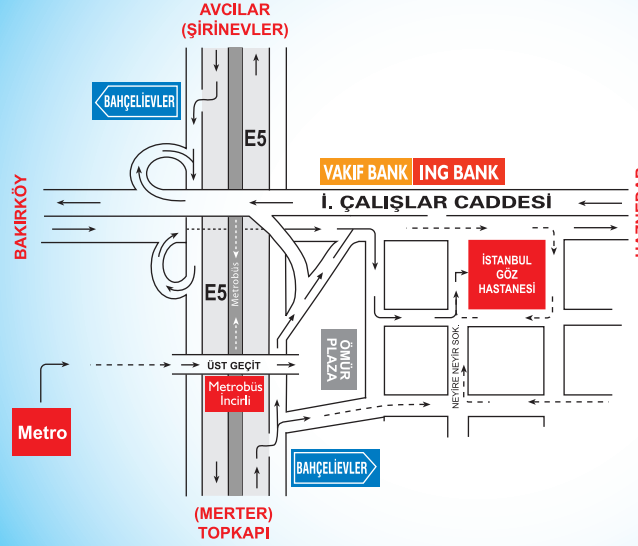 AVCILAR
(ŞİRİNEVLER)
BAHÇELİEVLER
E5
VAKIF BANK
ING BANK
BAKIRKÖY
İ. ÇALIŞLAR CADDESİ
İSTANBUL
GÖZ
HASTANESİ
E5
Metrobüs
ÖMÜR
PLAZA
NEYİRE NEYİR SOK.
ÜST GEÇİT
Metrobüs
İncirli
Metro
BAHÇELİEVLER
(MERTER)
TOPKAPI